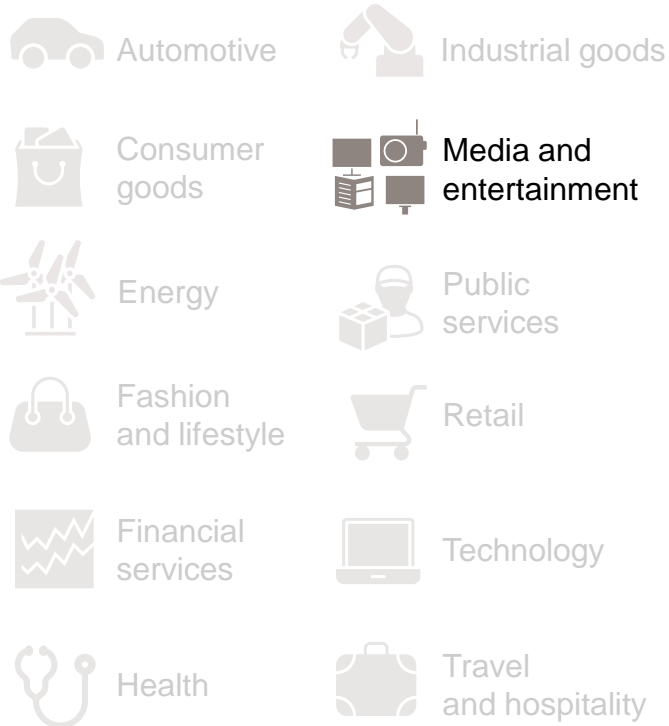 Automotive
Industrial goods
Consumer
goods
Media and
entertainment
Energy
Public
services
Fashion
and lifestyle
Retail
Financial
services
Technology
Health
Travel
and hospitality